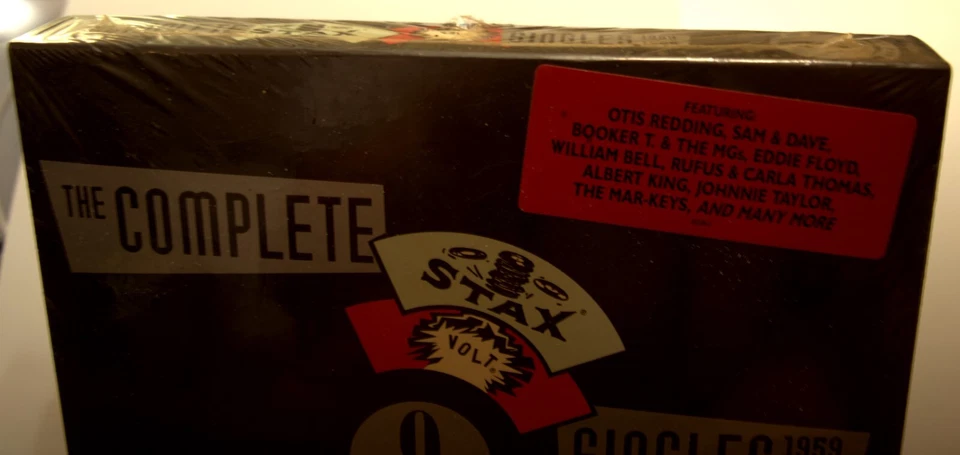 STAX
SINGLES 1959
FEATURING:
OTIS REDDING, SAM & DAVE,
BOOKER T. & THE MGs, EDDIE FLOYD,
WILLIAM BELL, RUFUS & CARLA THOMAS,
ALBERT KING, JOHNNIE TAYLOR,
THE MAR-KEYS, AND MANY MORE
THE COMPLETE
STAX
VOLT
9
SINGLES 1959